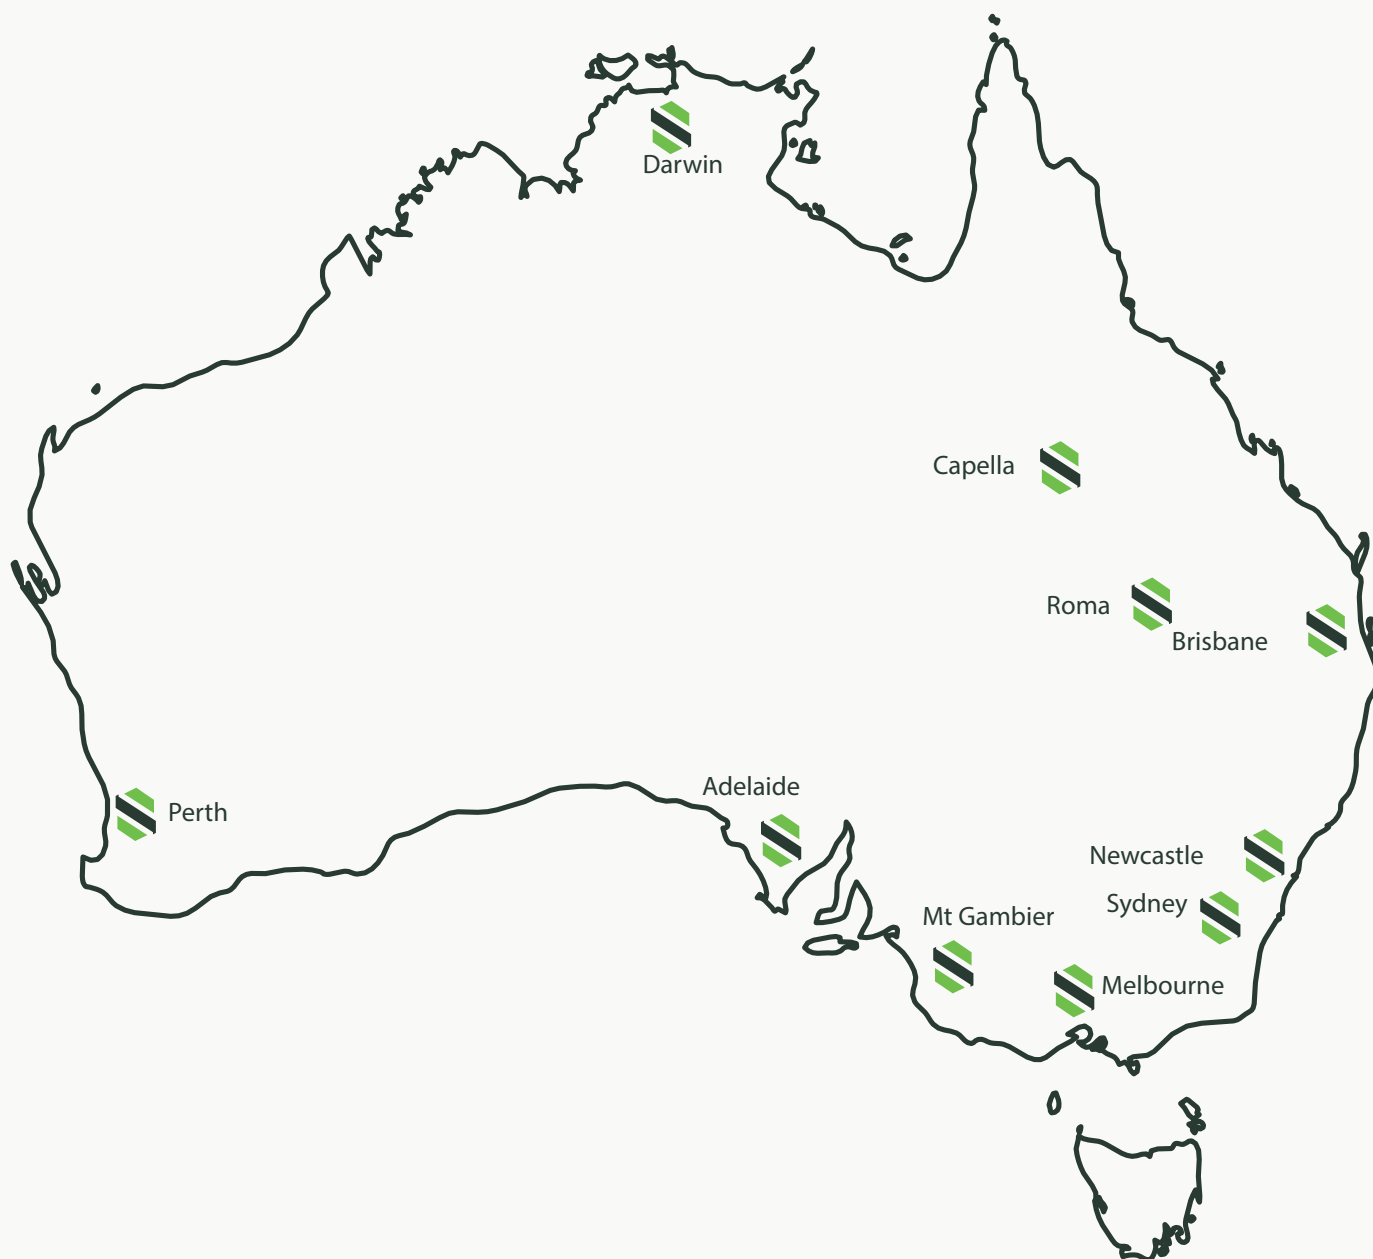 Darwin
Capella
Roma
Brisbane
Adelaide
Perth
Newcastle
Sydney
Mt Gambier
Melbourne